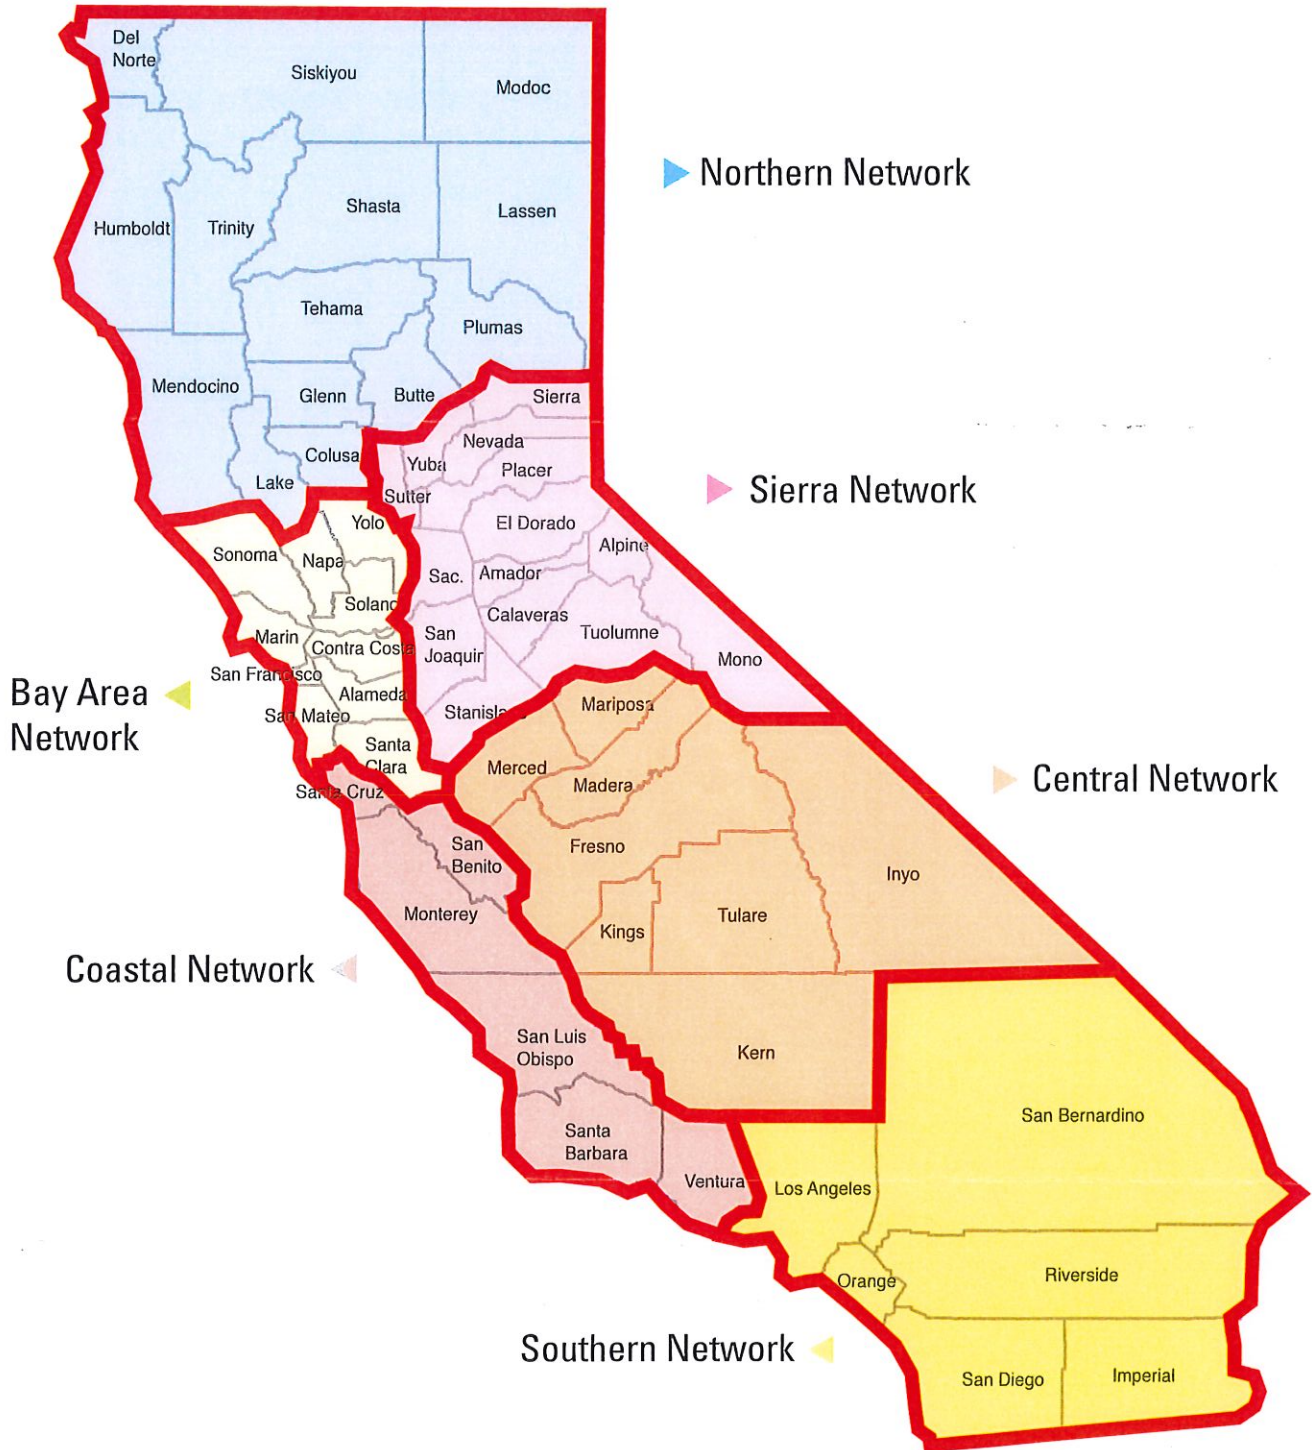 Del
Norte
Siskiyou
Modoc
Northern Network
Humboldt
Trinity
Shasta
Lassen
Tehama
Plumas
Mendocino
Glenn
Butte
Sierra
Nevada
Colusa
Yuba
Placer
Lake
Sutter
Sierra Network
Yolo
El Dorado
Sonoma
Napa
Alpine
Sac.
Amador
Solano
Calaveras
Marin
Contra Costa
San
Joaquin
Tuolumne
Mono
San Francisco
Bay Area
Network
Alameda
San Mateo
Stanislaus
Mariposa
Santa
Clara
Merced
Madera
Central Network
Santa Cruz
San
Benito
Fresno
Inyo
Monterey
Kings
Tulare
Coastal Network
San Luis
Obispo
Kern
San Bernardino
Santa
Barbara
Ventura
Los Angeles
Orange
Riverside
Southern Network
San Diego
Imperial